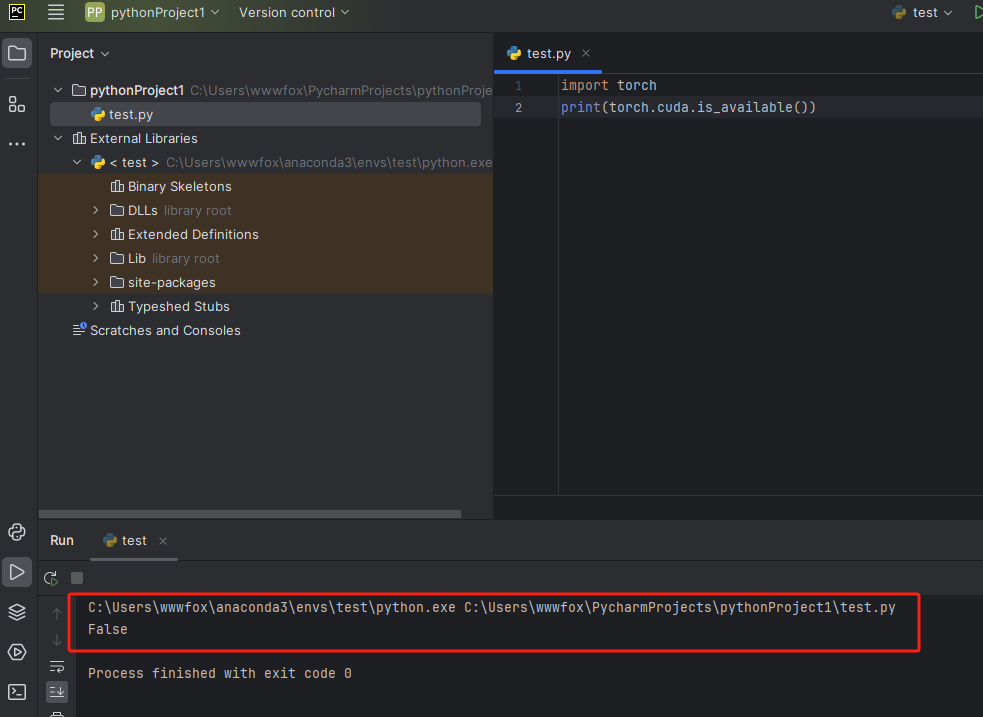 PC
PP pythonProject1 Version control test
Project
test.py
pythonProject1 C:\Users\wwwfox\PycharmProjects\pythonProje
test.py
External Libraries
< test > C:\Users\wwwfox\anaconda3\envs\test\python.exe
Binary Skeletons
DLLs library root
Extended Definitions
Lib library root
site-packages
Typeshed Stubs
Scratches and Consoles
1 import torch
2 print(torch.cuda.is_available())
Run test
C:\Users\wwwfox\anaconda3\envs\test\python.exe C:\Users\wwwfox\PycharmProjects\pythonProject1\test.py
False
Process finished with exit code 0